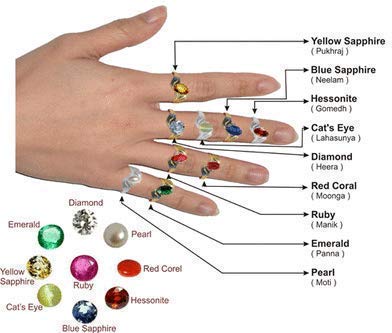 Yellow Sapphire
( Pukhraj )
Blue Sapphire
( Neelam )
Hessonite
( Gomedh )
Cat's Eye
( Lahasunya )
Diamond
( Heera )
Red Coral
( Moonga )
Ruby
( Manik )
Emerald
( Panna )
Pearl
( Moti )
Diamond
Emerald
Pearl
Yellow
Sapphire
Ruby
Red Corel
Cat's Eye
Hessonite
Blue Sapphire